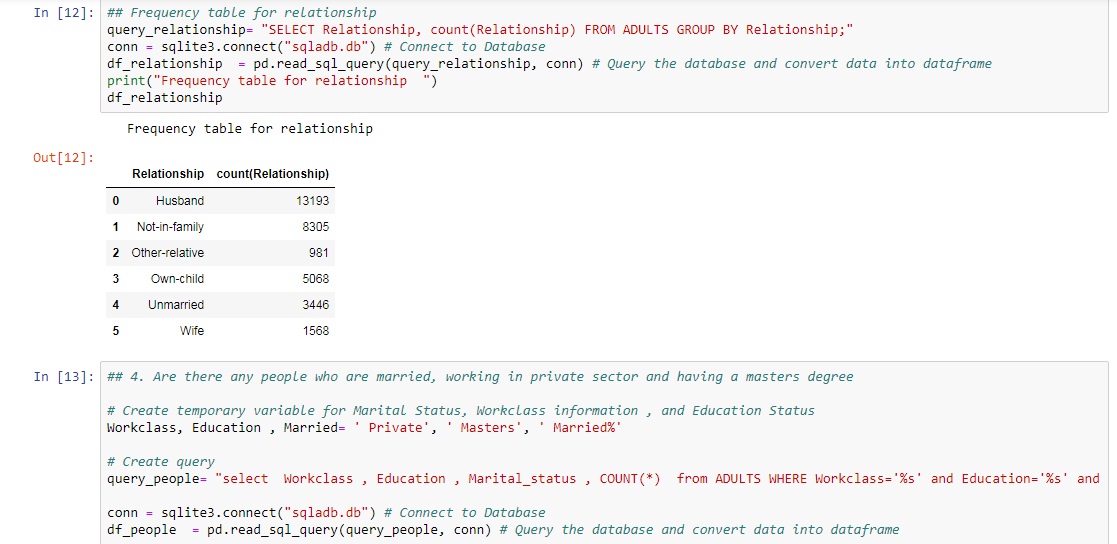 In [12]: ## Frequency table for relationship
query_relationship= "SELECT Relationship, count(Relationship) FROM ADULTS GROUP BY Relationship;"
conn = sqlite3.connect("sqladb.db") # Connect to Database
df_relationship  = pd.read_sql_query(query_relationship, conn) # Query the database and convert data into dataframe
print("Frequency table for relationship  ")
df_relationship
Frequency table for relationship
Out[12]:
Relationship count(Relationship)
0 Husband 13193
1 Not-in-family 8305
2 Other-relative 981
3 Own-child 5068
4 Unmarried 3446
5 Wife 1568
In [13]: ## 4. Are there any people who are married, working in private sector and having a masters degree
# Create temporary variable for Marital Status, Workclass information , and Education Status
Workclass, Education , Married= ' Private', ' Masters', ' Married%'
# Create query
query_people= "select  Workclass , Education , Marital_status , COUNT(*)  from ADULTS WHERE Workclass='%s' and Education='%s' and
conn = sqlite3.connect("sqladb.db") # Connect to Database
df_people  = pd.read_sql_query(query_people, conn) # Query the database and convert data into dataframe